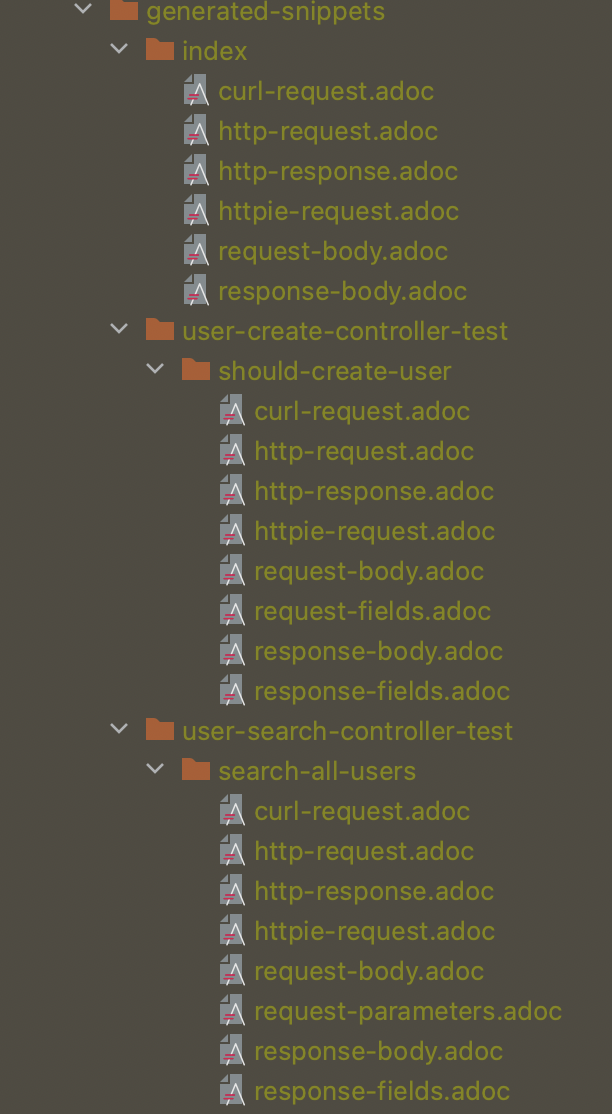 generated-snippets
index
curl-request.adoc
http-request.adoc
http-response.adoc
httpie-request.adoc
request-body.adoc
response-body.adoc
user-create-controller-test
should-create-user
curl-request.adoc
http-request.adoc
http-response.adoc
httpie-request.adoc
request-body.adoc
request-fields.adoc
response-body.adoc
response-fields.adoc
user-search-controller-test
search-all-users
curl-request.adoc
http-request.adoc
http-response.adoc
httpie-request.adoc
request-body.adoc
request-parameters.adoc
response-body.adoc
response-fields.adoc